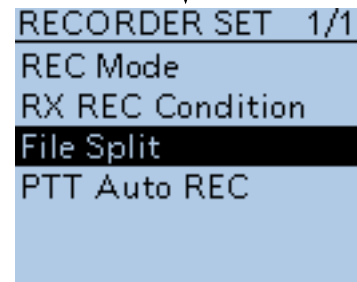 RECORDER SET 1/1
REC Mode
RX REC Condition
File Split
PTT Auto REC